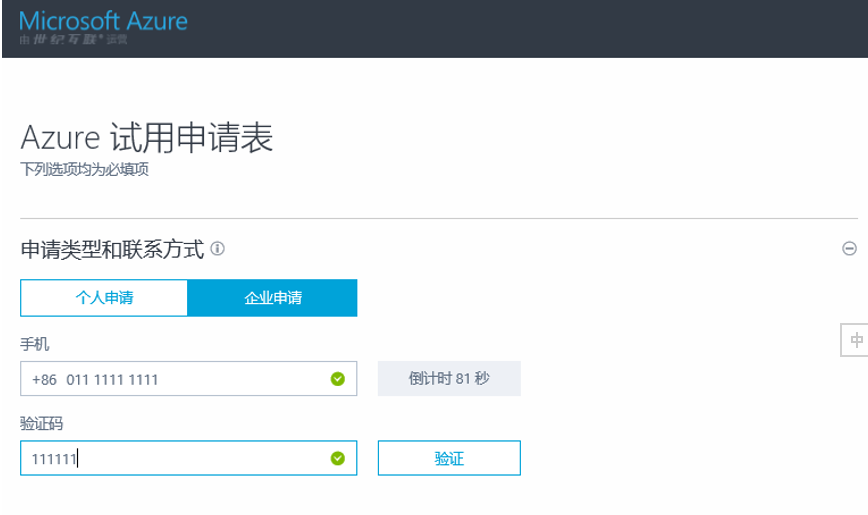 Microsoft Azure
由世纪互联运营
Azure 试用申请表
下列选项均为必填项
申请类型和联系方式
个人申请
企业申请
手机
+86 011 1111 1111
倒计时 81 秒
中
验证码
111111
验证